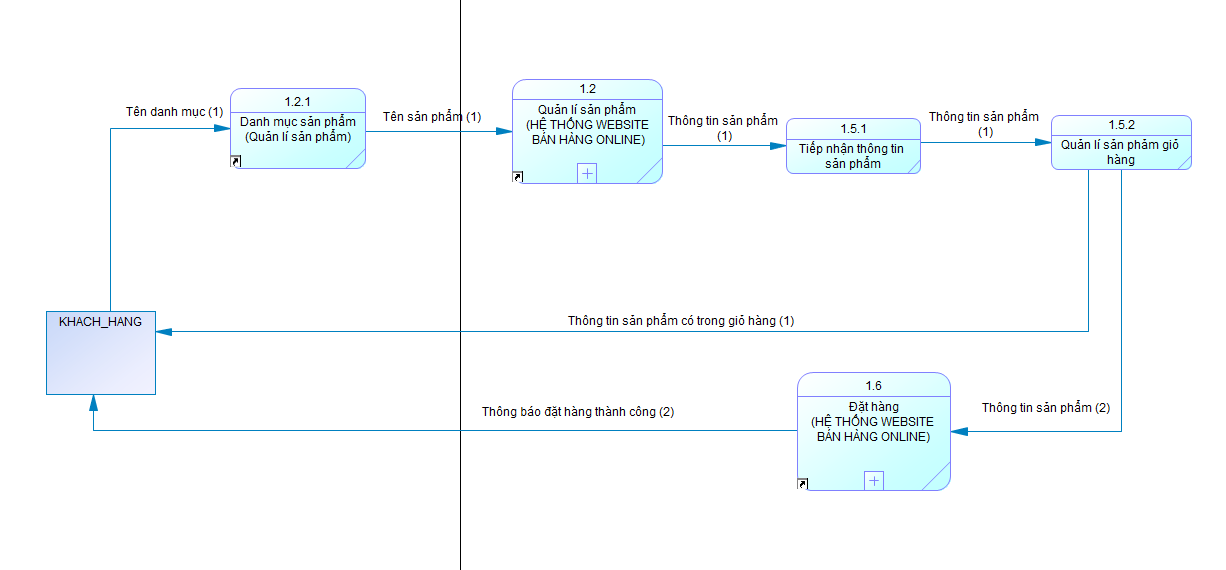 Tên danh mục (1)
1.2.1
Danh mục sản phẩm
(Quản lí sản phẩm)
Tên sản phẩm (1)
1.2
Quản lí sản phẩm
(HỆ THỐNG WEBSITE
BÁN HÀNG ONLINE)
Thông tin sản phẩm
(1)
1.5.1
Tiếp nhận thông tin
sản phẩm
Thông tin sản phẩm
(1)
1.5.2
Quản lí sản phảm giỏ
hàng
KHACH_HANG
Thông tin sản phẩm có trong giỏ hàng (1)
1.6
Đặt hàng
(HỆ THỐNG WEBSITE
BÁN HÀNG ONLINE)
Thông tin sản phẩm (2)
Thông báo đặt hàng thành công (2)